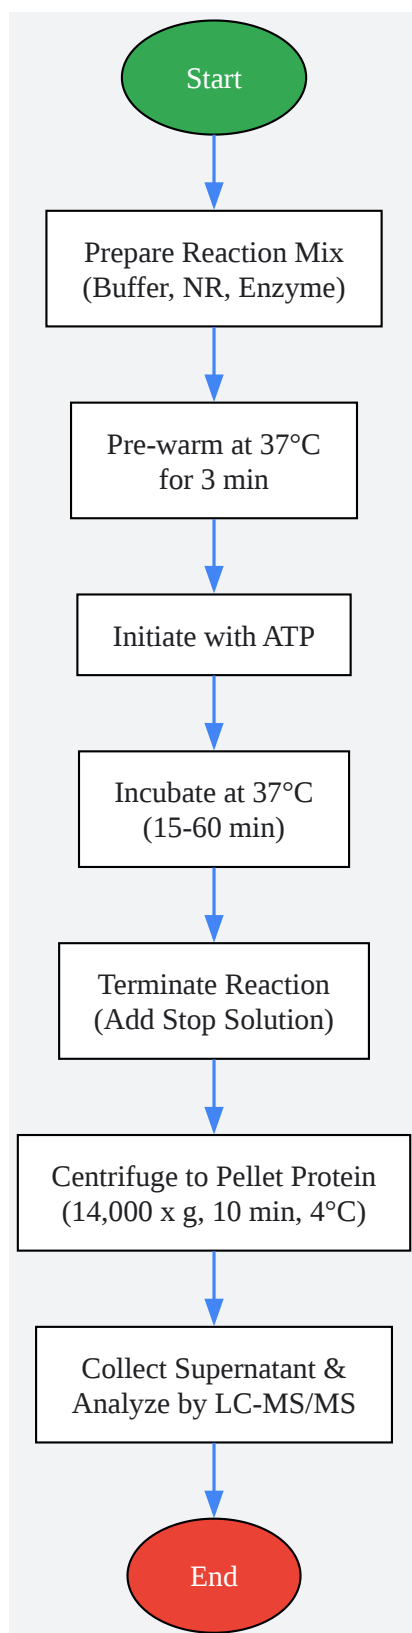 Start
Prepare Reaction Mix
(Buffer, NR, Enzyme)
Pre-warm at 37°C
for 3 min
Initiate with ATP
Incubate at 37°C
(15-60 min)
Terminate Reaction
(Add Stop Solution)
Centrifuge to Pellet Protein
(14,000 x g, 10 min, 4°C)
Collect Supernatant &
Analyze by LC-MS/MS
End